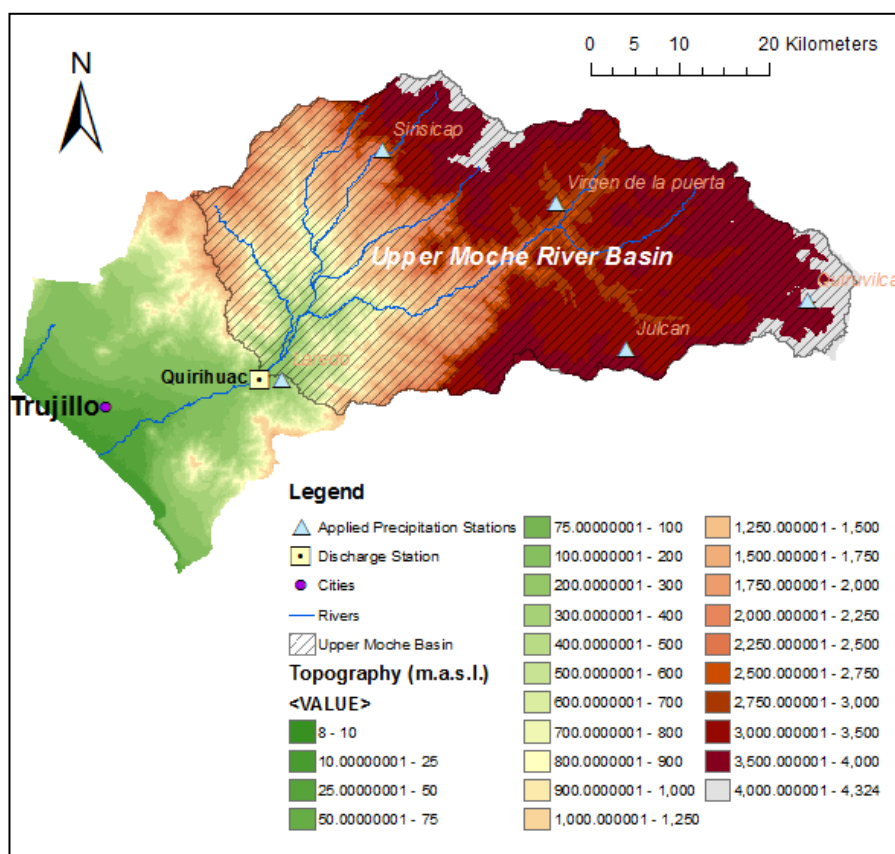 N
0 5 10 20 Kilometers
Sinsicap
Virgen de la puerta
Upper Moche River Basin
Quiruvilca
Julcan
Laredo
Quirihuac
Trujillo
Legend
Applied Precipitation Stations
Discharge Station
Cities
Rivers
Upper Moche Basin
Topography (m.a.s.l.)
<VALUE>
8 - 10
10.00000001 - 25
25.00000001 - 50
50.00000001 - 75
75.00000001 - 100
100.0000001 - 200
200.0000001 - 300
300.0000001 - 400
400.0000001 - 500
500.0000001 - 600
600.0000001 - 700
700.0000001 - 800
800.0000001 - 900
900.0000001 - 1,000
1,000.000001 - 1,250
1,250.000001 - 1,500
1,500.000001 - 1,750
1,750.000001 - 2,000
2,000.000001 - 2,250
2,250.000001 - 2,500
2,500.000001 - 2,750
2,750.000001 - 3,000
3,000.000001 - 3,500
3,500.000001 - 4,000
4,000.000001 - 4,324